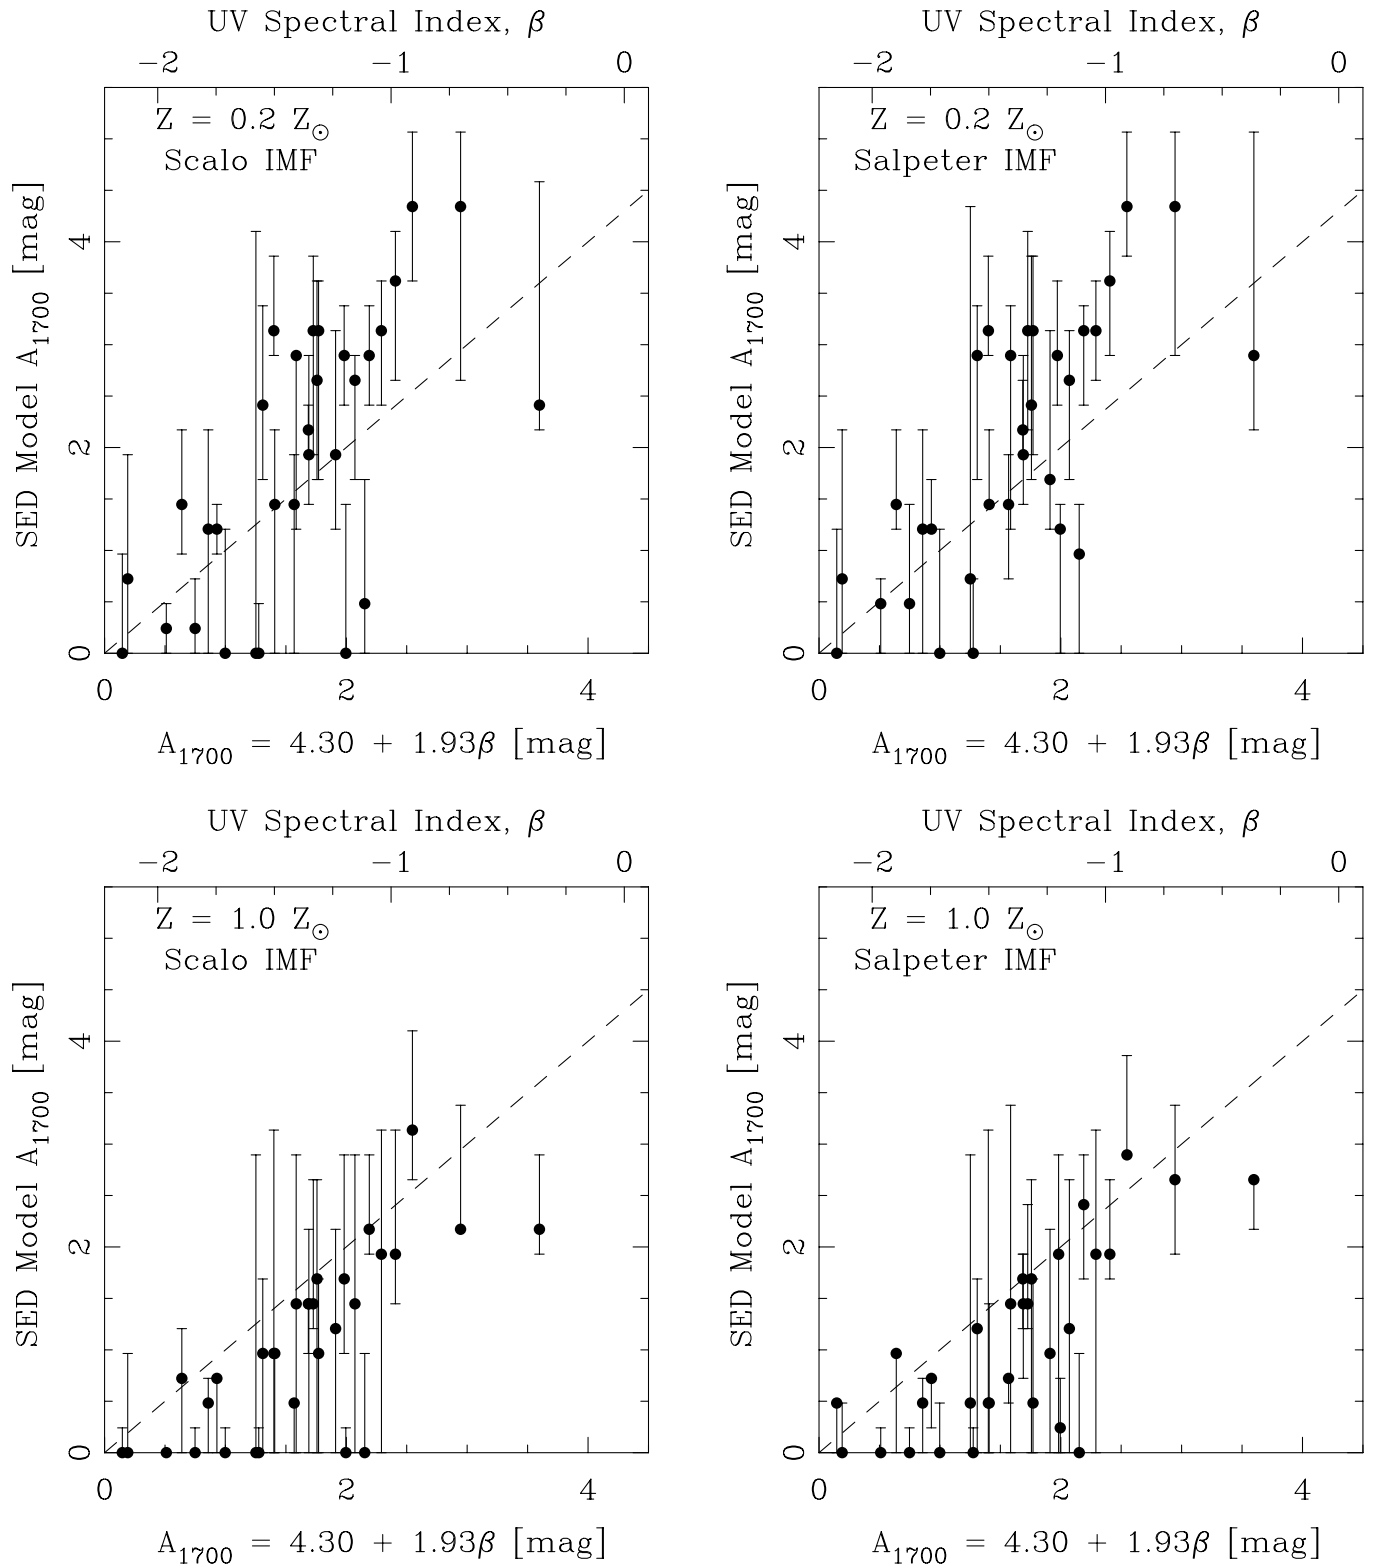 UV Spectral Index, β
−2 −1 0
Z = 0.2 Z⊙
Scalo IMF
SED Model A1700 [mag]
4
2
0
0 2 4
A1700 = 4.30 + 1.93β [mag]
UV Spectral Index, β
−2 −1 0
Z = 0.2 Z⊙
Salpeter IMF
SED Model A1700 [mag]
4
2
0
0 2 4
A1700 = 4.30 + 1.93β [mag]
UV Spectral Index, β
−2 −1 0
Z = 1.0 Z⊙
Scalo IMF
SED Model A1700 [mag]
4
2
0
0 2 4
A1700 = 4.30 + 1.93β [mag]
UV Spectral Index, β
−2 −1 0
Z = 1.0 Z⊙
Salpeter IMF
SED Model A1700 [mag]
4
2
0
0 2 4
A1700 = 4.30 + 1.93β [mag]